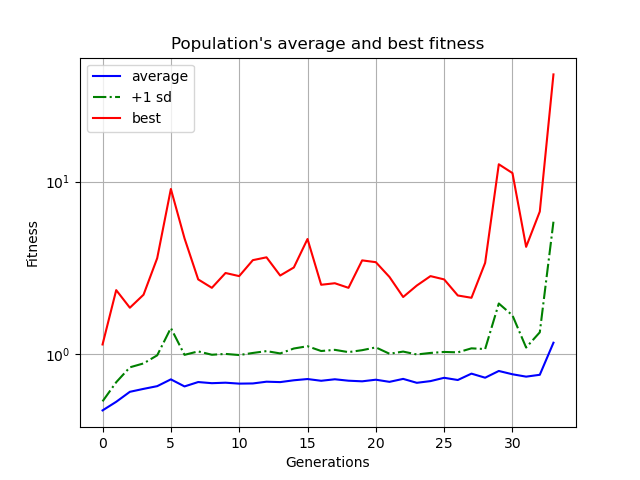 Population's average and best fitness
average
+1 sd
best
10¹
10⁰
Fitness
0 5 10 15 20 25 30
Generations